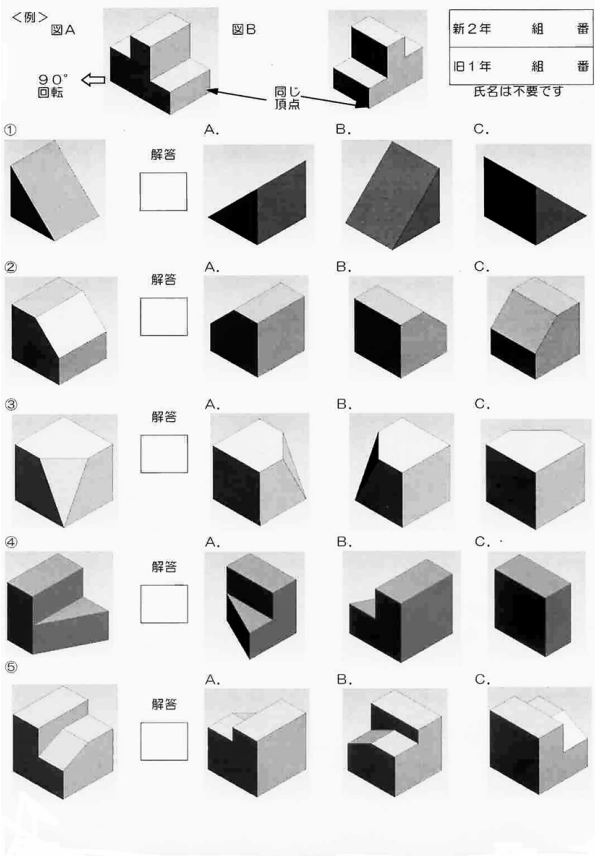 ＜例＞
図A 図B
新２年 組 番
旧１年 組 番
氏名は不要です
９０°
回転
同じ
頂点
①
解答
A． B． C．
②
解答
A． B． C．
③
解答
A． B． C．
④
解答
A． B． C．
⑤
解答
A． B． C．